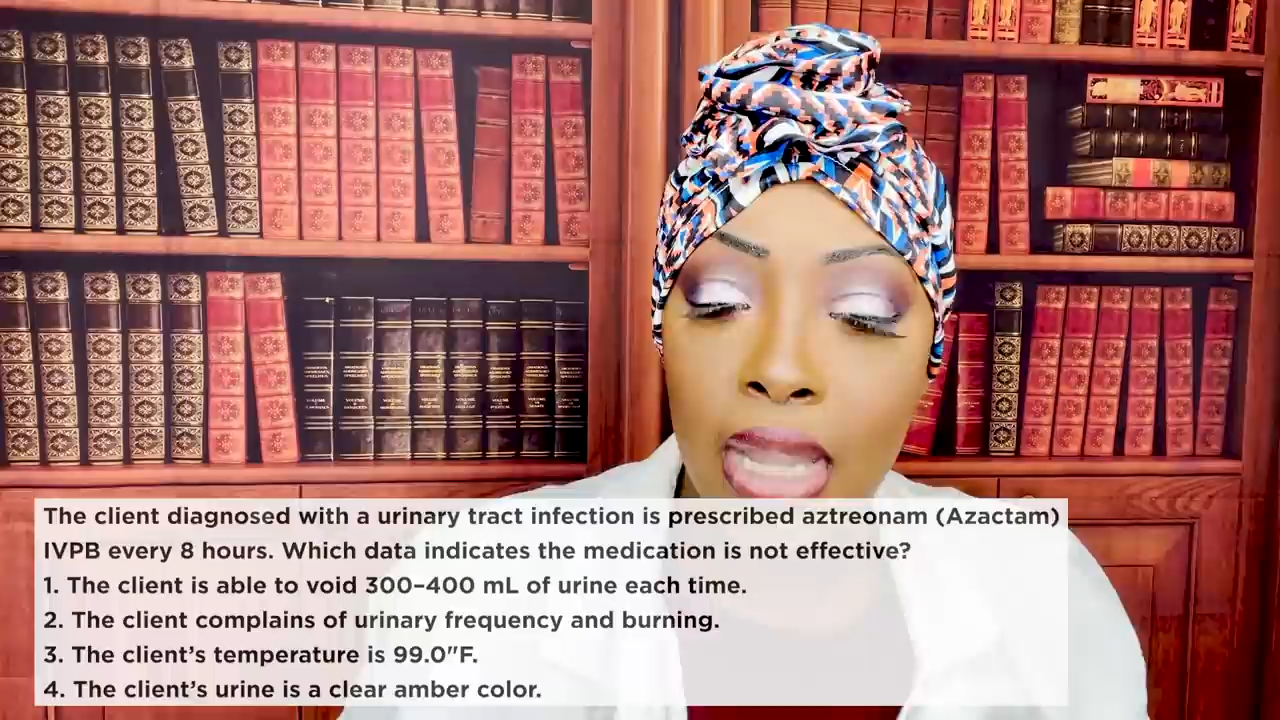 The client diagnosed with a urinary tract infection is prescribed aztreonam (Azactam)
IVPB every 8 hours. Which data indicates the medication is not effective?
1. The client is able to void 300–400 mL of urine each time.
2. The client complains of urinary frequency and burning.
3. The client's temperature is 99.0"F.
4. The client's urine is a clear amber color.